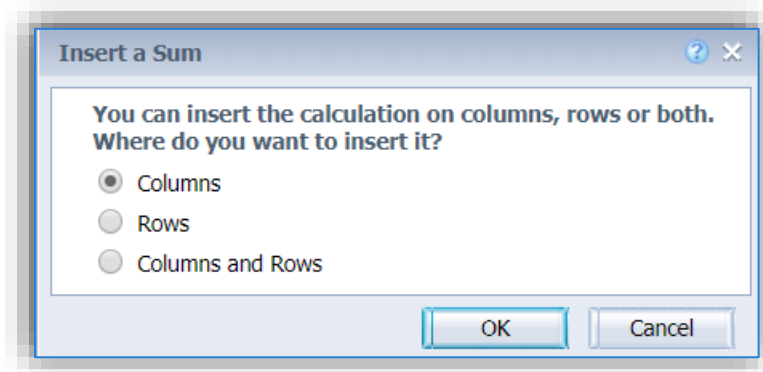 Insert a Sum
You can insert the calculation on columns, rows or both.
Where do you want to insert it?
Columns
Rows
Columns and Rows
OK
Cancel